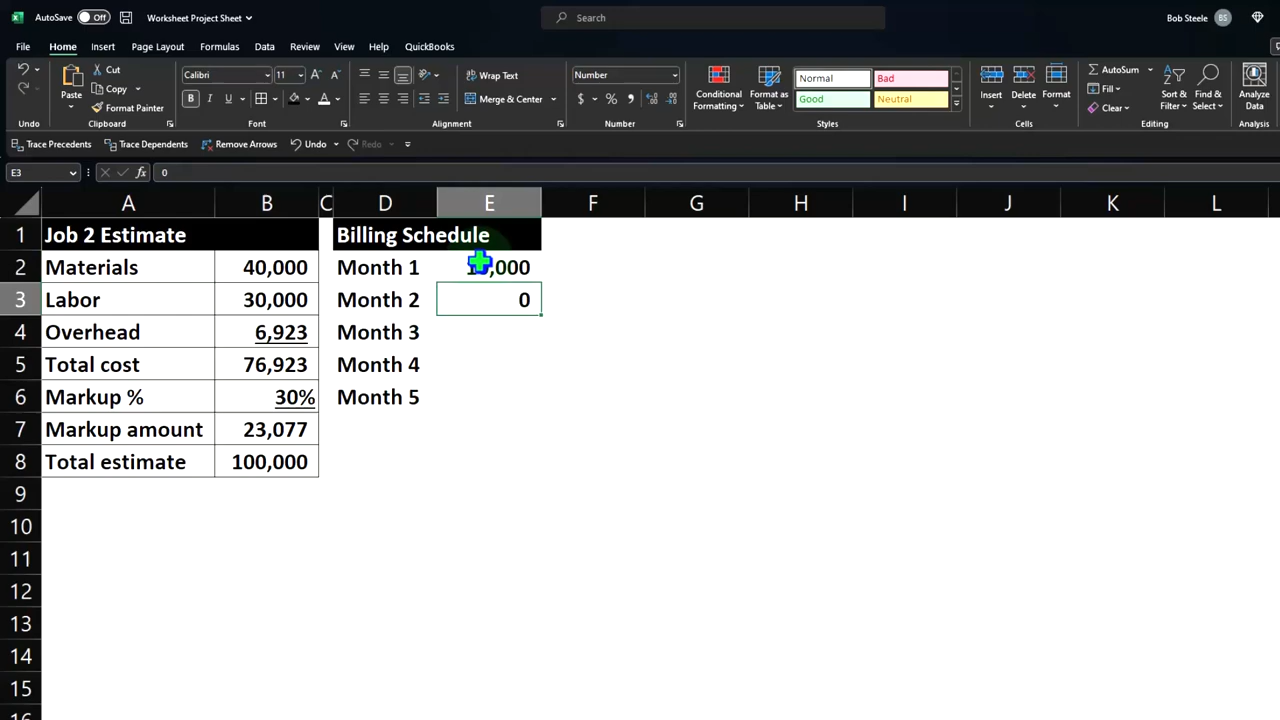 AutoSave Off Worksheet Project Sheet Search Bob Steele BS
File Home Insert Page Layout Formulas Data Review View Help QuickBooks
Paste Cut Copy Format Painter Calibri 11 Wrap Text Merge & Center Number Conditional Formatting Format as Table Normal Bad Good Neutral Insert Delete Format AutoSum Fill Clear Sort & Filter Find & Select Analyze Data
Undo Clipboard Font Alignment Number Styles Cells Editing Analysis
Trace Precedents Trace Dependents Remove Arrows Undo Redo
E3 fx 0
A B C D E F G H I J K L
1 Job 2 Estimate Billing Schedule
2 Materials 40,000 Month 1
3 Labor 30,000 Month 2 0
4 Overhead 6,923 Month 3
5 Total cost 76,923 Month 4
6 Markup % 30% Month 5
7 Markup amount 23,077
8 Total estimate 100,000
9
10
11
12
13
14
15